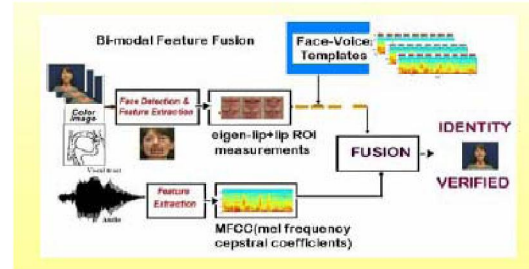 Bi-modal Feature Fusion
Face-Voice
Templates
Color
image
Face Detection &
Feature Extraction
eigen-lip+lip ROI
measurements
Vocal tract
FUSION
IDENTITY
VERIFIED
Audio
Feature
Extraction
MFCC(mel frequency
cepstral coefficients)